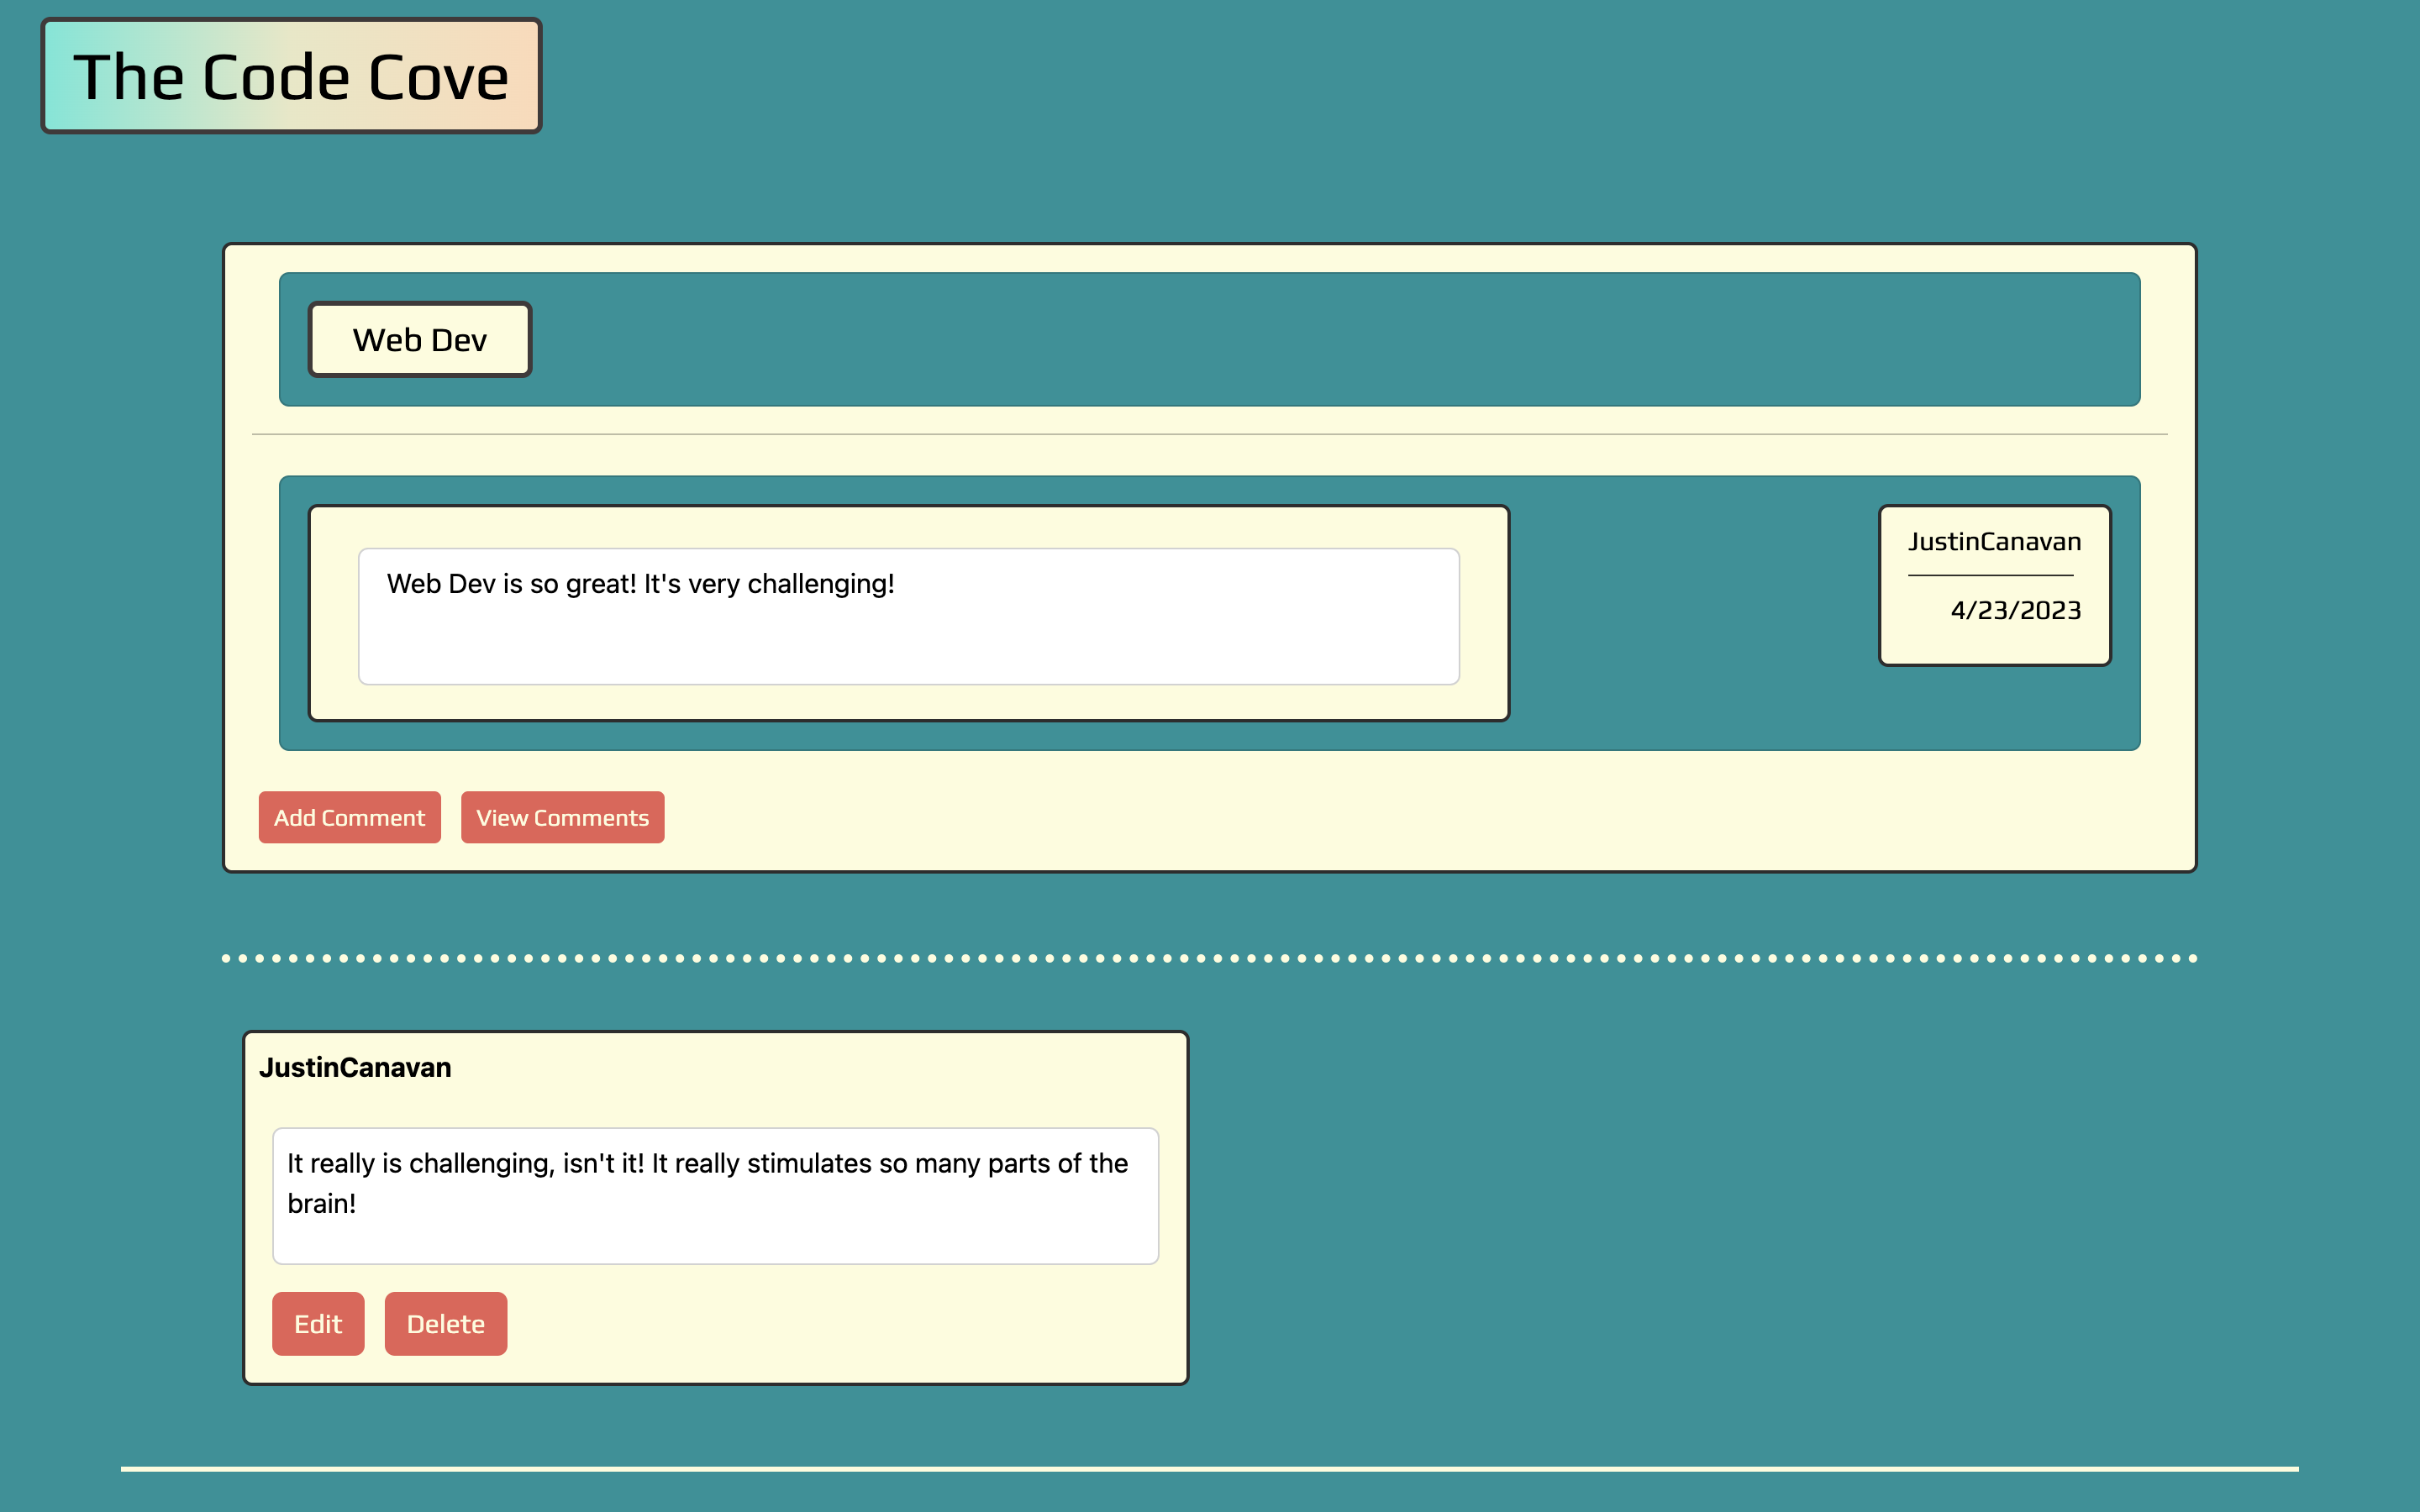 The Code Cove
Web Dev
Web Dev is so great! It's very challenging!
JustinCanavan
4/23/2023
Add Comment
View Comments
JustinCanavan
It really is challenging, isn't it! It really stimulates so many parts of the
brain!
Edit
Delete